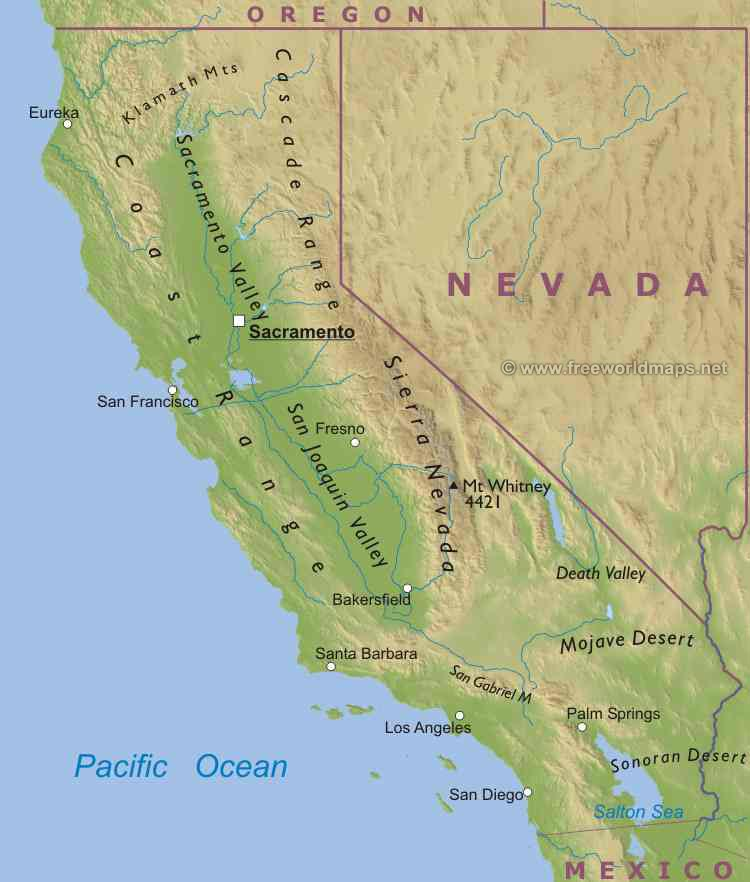 OREGON
Cascade Range
Klamath Mts
Eureka
Coast Range
Sacramento Valley
NEVADA
Sacramento
© www.freeworldmaps.net
Sierra Nevada
San Francisco
San Joaquin Valley
Fresno
Mt Whitney
4421
Death Valley
Bakersfield
Mojave Desert
Santa Barbara
San Gabriel M
Palm Springs
Los Angeles
Sonoran Desert
Pacific Ocean
San Diego
Salton Sea
MEXICO